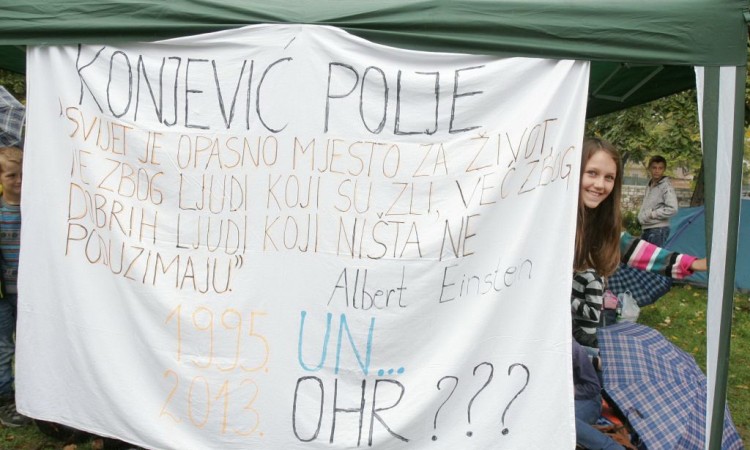 KONJEVIĆ POLJE
"SVIJET JE OPASNO MJESTO ZA ŽIVOT,
NE ZBOG LJUDI KOJI SU ZLI, VEĆ ZBOG
DOBRIH LJUDI KOJI NIŠTA NE
PODUZIMAJU."
Albert Einsten
1995. UN...
2013. OHR ???